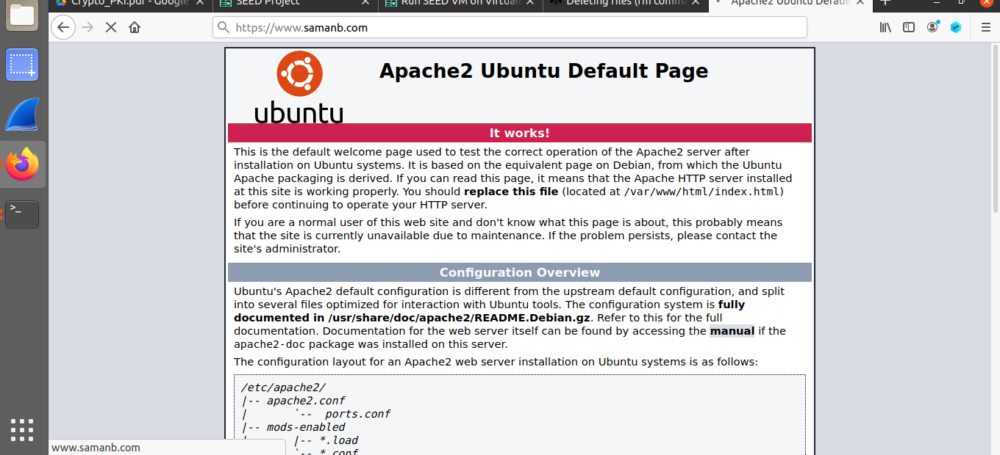 Crypto_PKI.pdf - Google
SEED Project
Run SEED VM on Virtual
Deleting files (I'm comma
Apache2 Ubuntu Defaul
https://www.samanb.com
ubuntu
Apache2 Ubuntu Default Page
It works!
This is the default welcome page used to test the correct operation of the Apache2 server after
installation on Ubuntu systems. It is based on the equivalent page on Debian, from which the Ubuntu
Apache packaging is derived. If you can read this page, it means that the Apache HTTP server installed
at this site is working properly. You should replace this file (located at /var/www/html/index.html)
before continuing to operate your HTTP server.
If you are a normal user of this web site and don't know what this page is about, this probably means
that the site is currently unavailable due to maintenance. If the problem persists, please contact the
site's administrator.
Configuration Overview
Ubuntu's Apache2 default configuration is different from the upstream default configuration, and split
into several files optimized for interaction with Ubuntu tools. The configuration system is fully
documented in /usr/share/doc/apache2/README.Debian.gz. Refer to this for the full
documentation. Documentation for the web server itself can be found by accessing the manual if the
apache2-doc package was installed on this server.
The configuration layout for an Apache2 web server installation on Ubuntu systems is as follows:
/etc/apache2/
|-- apache2.conf
|       `--  ports.conf
|-- mods-enabled
|       |-- *.load
`-- *.conf
www.samanb.com